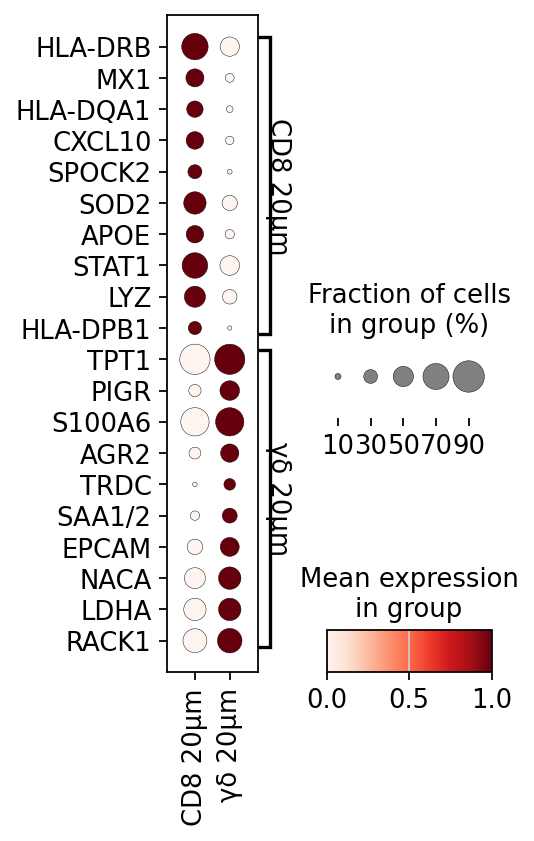 HLA-DRB
MX1
HLA-DQA1
CXCL10
SPOCK2
SOD2
APOE
STAT1
LYZ
HLA-DPB1
TPT1
PIGR
S100A6
AGR2
TRDC
SAA1/2
EPCAM
NACA
LDHA
RACK1
CD8 20μm
γδ 20μm
CD8 20μm
γδ 20μm
Fraction of cells
in group (%)
10 30 50 70 90
Mean expression
in group
0.0 0.5 1.0